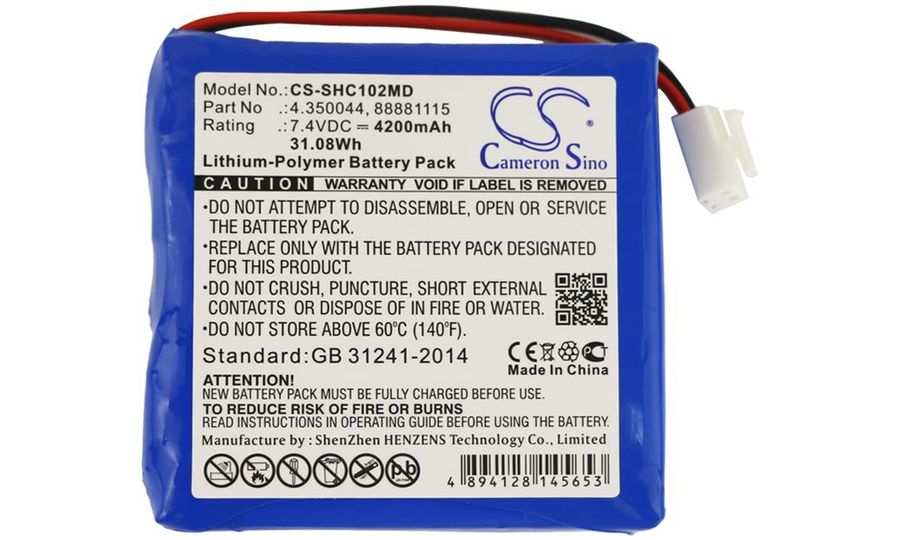 Model No.:CS-SHC102MD
Part No .:4.350044, 88881115
Rating .:7.4VDC ⎓ 4200mAh
31.08Wh
Lithium-Polymer Battery Pack
CS
®
Cameron Sino
CAUTION WARRANTY VOID IF LABEL IS REMOVED
•DO NOT ATTEMPT TO DISASSEMBLE, OPEN OR SERVICE
THE BATTERY PACK.
•REPLACE ONLY WITH THE BATTERY PACK DESIGNATED
FOR THIS PRODUCT.
•DO NOT CRUSH, PUNCTURE, SHORT EXTERNAL
CONTACTS OR DISPOSE OF IN FIRE OR WATER.
•DO NOT STORE ABOVE 60°C (140°F).
Standard:GB 31241-2014
CE
Made In China
ATTENTION!
NEW BATTERY PACK MUST BE FULLY CHARGED BEFORE USE.
TO REDUCE RISK OF FIRE OR BURNS
READ INSTRUCTIONS IN OPERATING GUIDE BEFORE USING THE BATTERY.
Manufacture by : ShenZhen HENZENS Technology Co., Limited
Pb
4 894128 145653